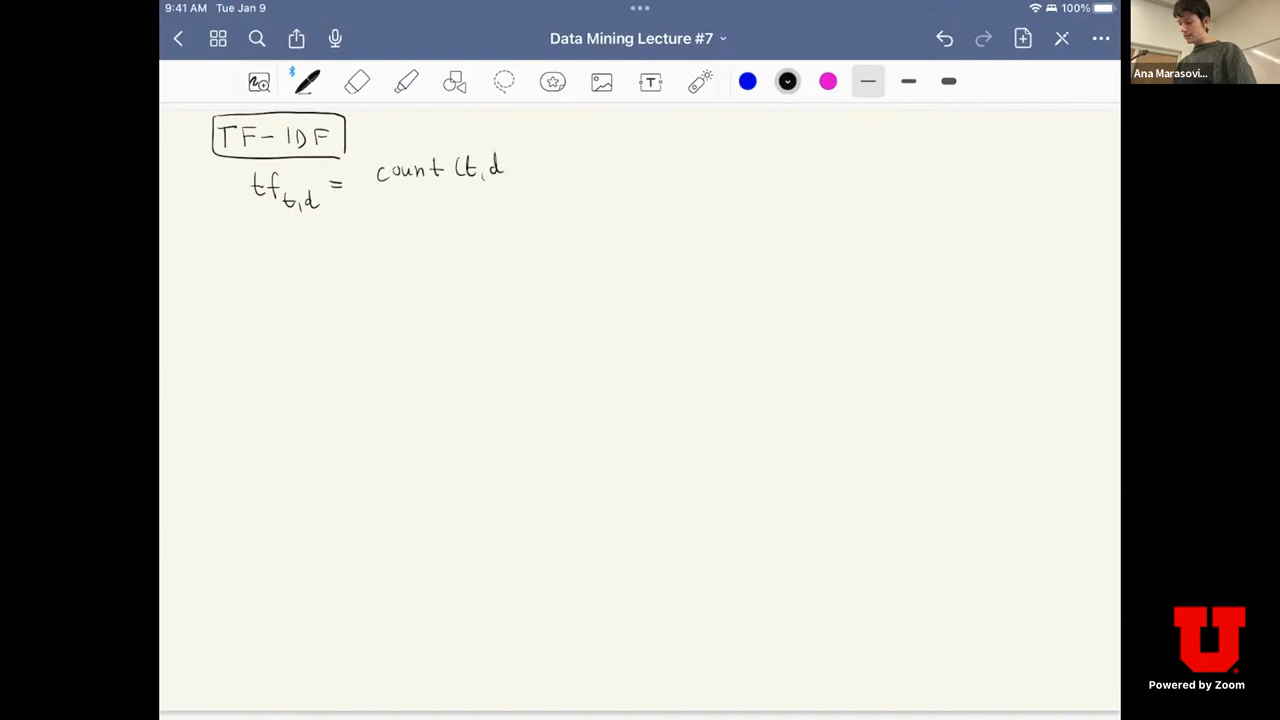 9:41 AM Tue Jan 9
100%
Data Mining Lecture #7
Ana Marasovi...
TF-IDF
tf t,d = count (t,d
U
Powered by Zoom